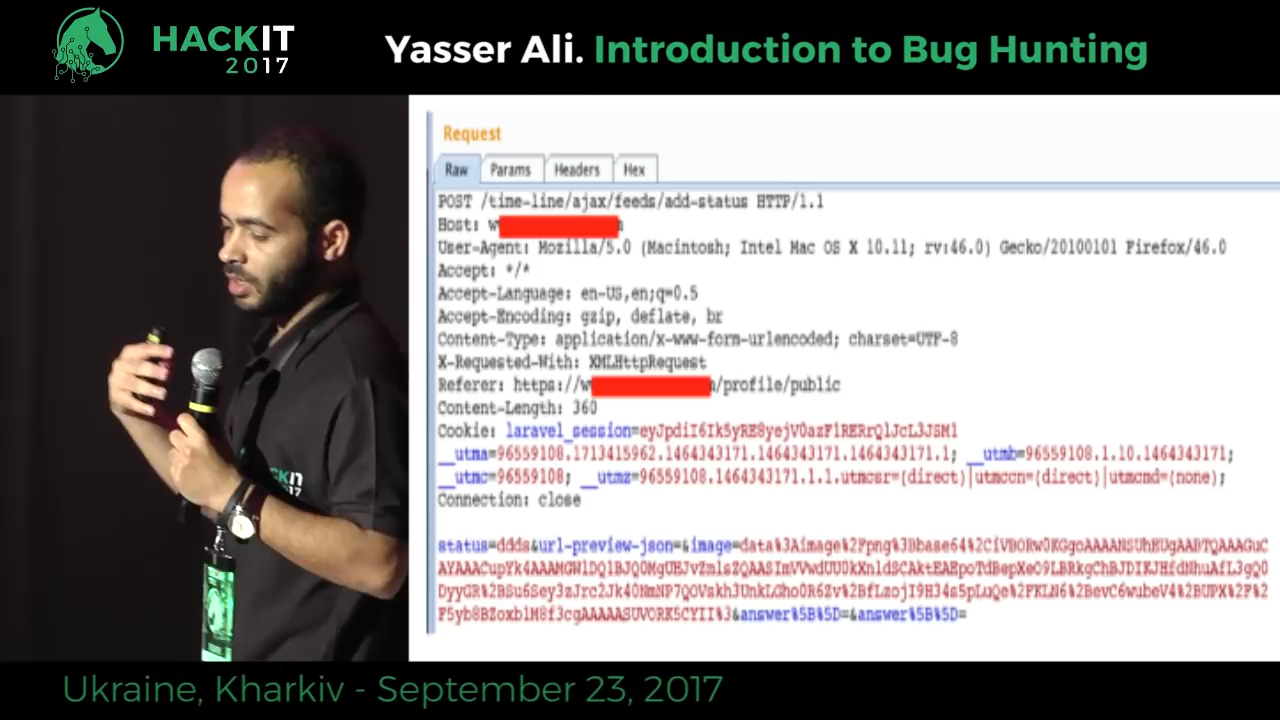 HACKIT
2017
Yasser Ali. Introduction to Bug Hunting
Request
Raw Params Headers Hex
POST /time-line/ajax/feeds/add-status HTTP/1.1
Host: w
User-Agent: Mozilla/5.0 (Macintosh; Intel Mac OS X 10.11; rv:46.0) Gecko/20100101 Firefox/46.0
Accept: */*
Accept-Language: en-US,en;q=0.5
Accept-Encoding: gzip, deflate, br
Content-Type: application/x-www-form-urlencoded; charset=UTF-8
X-Requested-With: XMLHttpRequest
Referer: https://w /profile/public
Content-Length: 360
Cookie: laravel_session=
__utma=96559108.1713415962.1464343171.1464343171.1464343171.1; __utmb=96559108.1.10.1464343171;
__utmc=96559108; __utmz=96559108.1464343171.1.1.utmcsr=(direct)|utmccn=(direct)|utmcmd=(none);
Connection: close
status=ddds&url-preview-json=&image=
&answer%5B%5D=&answer%5B%5D=
Ukraine, Kharkiv - September 23, 2017